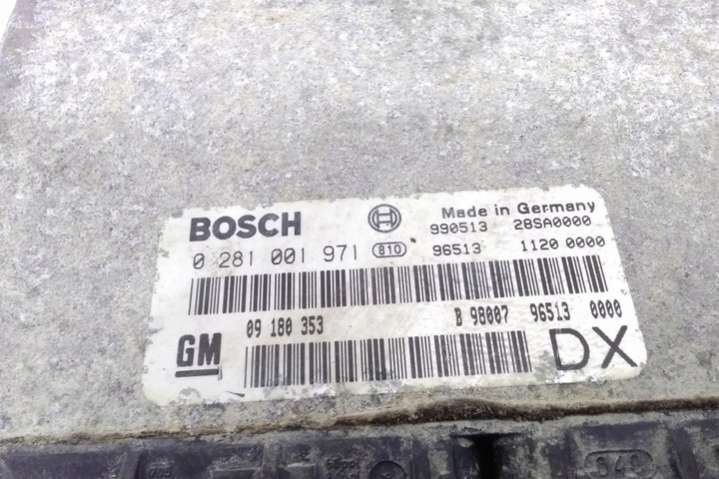 BOSCH Made in Germany
990513 28SA0000
0 281 001 971 810 96513 1120 0000
GM 09 180 353 B 98007 96513 0000
DX